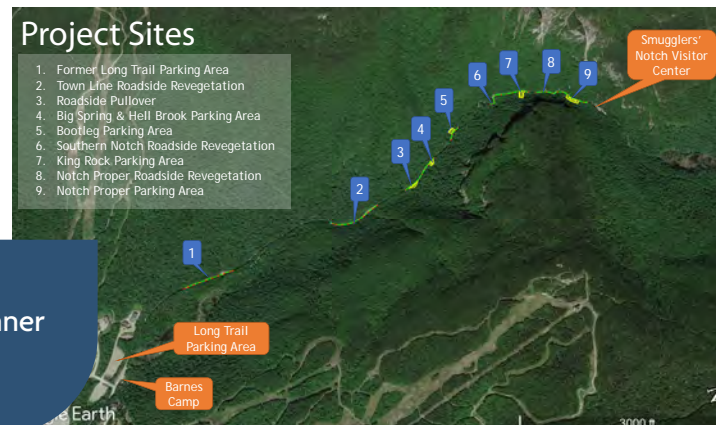 Project Sites
1. Former Long Trail Parking Area
2. Town Line Roadside Revegetation
3. Roadside Pullover
4. Big Spring & Hell Brook Parking Area
5. Bootleg Parking Area
6. Southern Notch Roadside Revegetation
7. King Rock Parking Area
8. Notch Proper Roadside Revegetation
9. Notch Proper Parking Area
Smugglers'
Notch Visitor
Center
6
7
8
9
5
4
3
2
1
Long Trail
Parking Area
Barnes
Camp
Earth
3000 ft